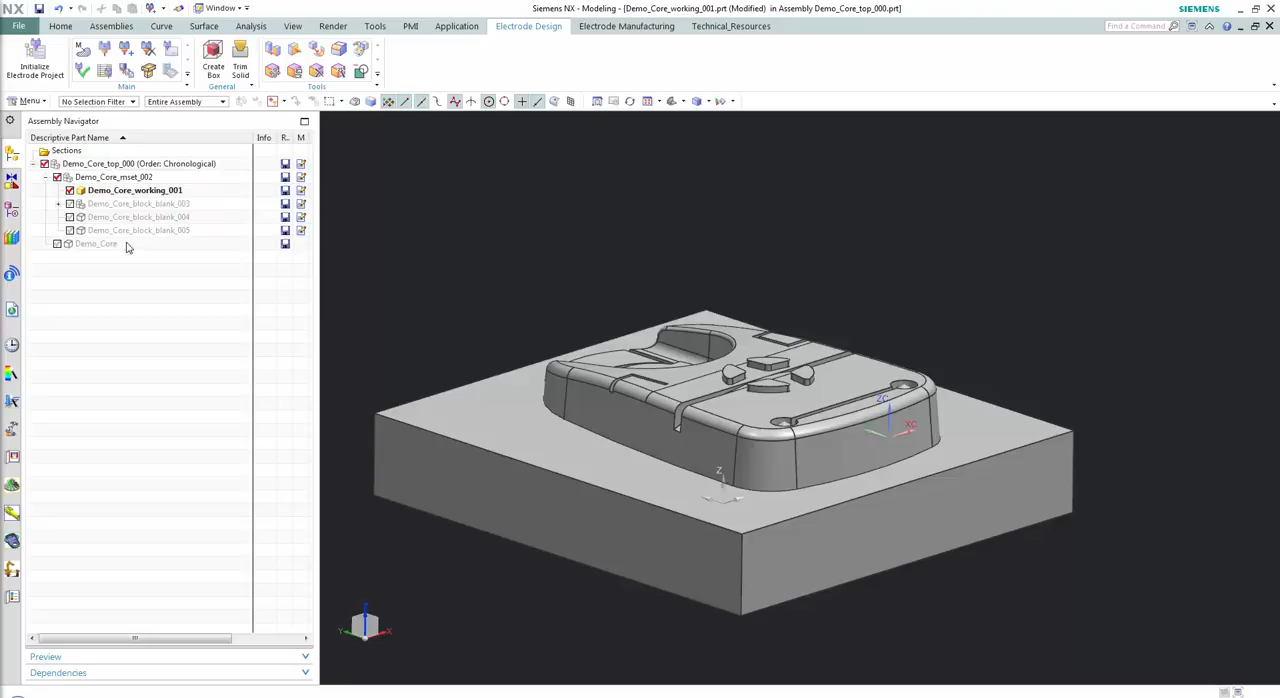 NX
Window
Siemens NX - Modeling - [Demo_Core_working_001.prt (Modified) in Assembly Demo_Core_top_000.prt]
SIEMENS
File Home Assemblies Curve Surface Analysis View Render Tools PMI Application Electrode Design Electrode Manufacturing Technical_Resources
Find a Command
Initialize
Electrode Project
Create
Box
Trim
Solid
Main
General
Tools
Menu
No Selection Filter
Entire Assembly
Assembly Navigator
Descriptive Part Name Info R.. M
Sections
Demo_Core_top_000 (Order: Chronological)
Demo_Core_mset_002
Demo_Core_working_001
Demo_Core_block_blank_003
Demo_Core_block_blank_004
Demo_Core_block_blank_005
Demo_Core
ZC
XC
Z
Y
X
Preview
Dependencies